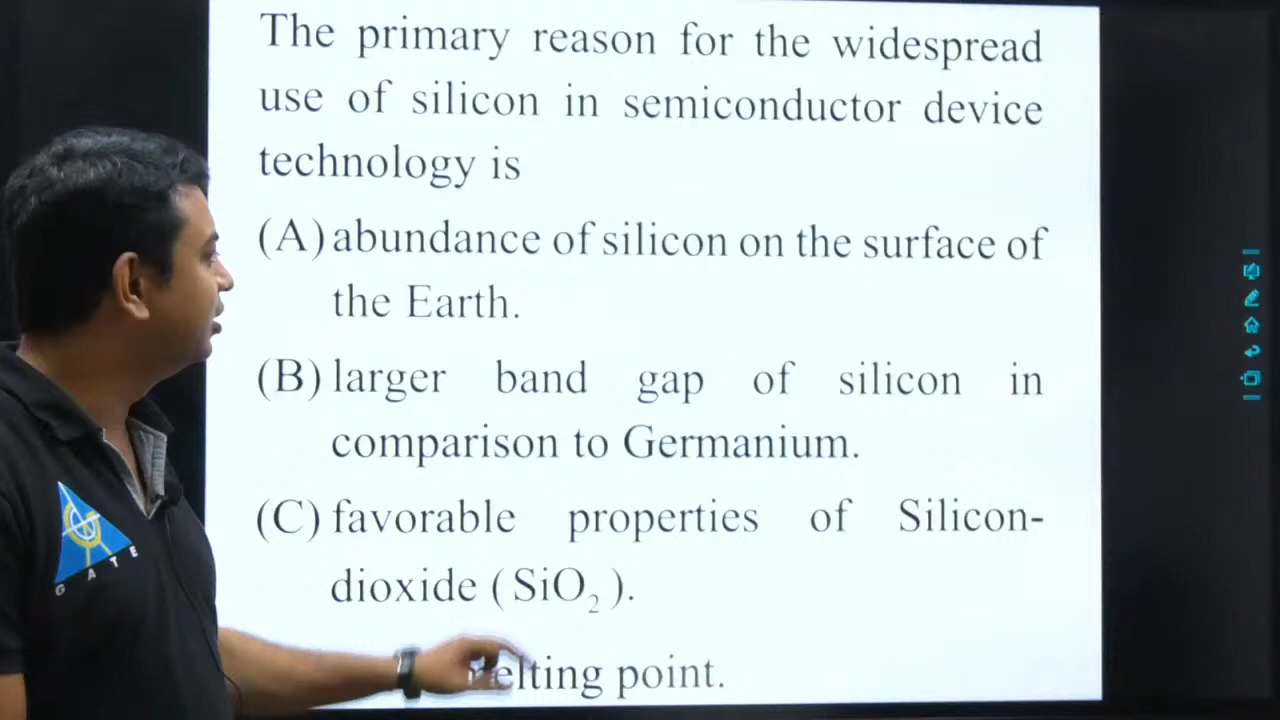 The primary reason for the widespread
use of silicon in semiconductor device
technology is
(A) abundance of silicon on the surface of
the Earth.
(B) larger band gap of silicon in
comparison to Germanium.
(C) favorable properties of Silicon-
dioxide (SiO₂).
melting point.
GATE